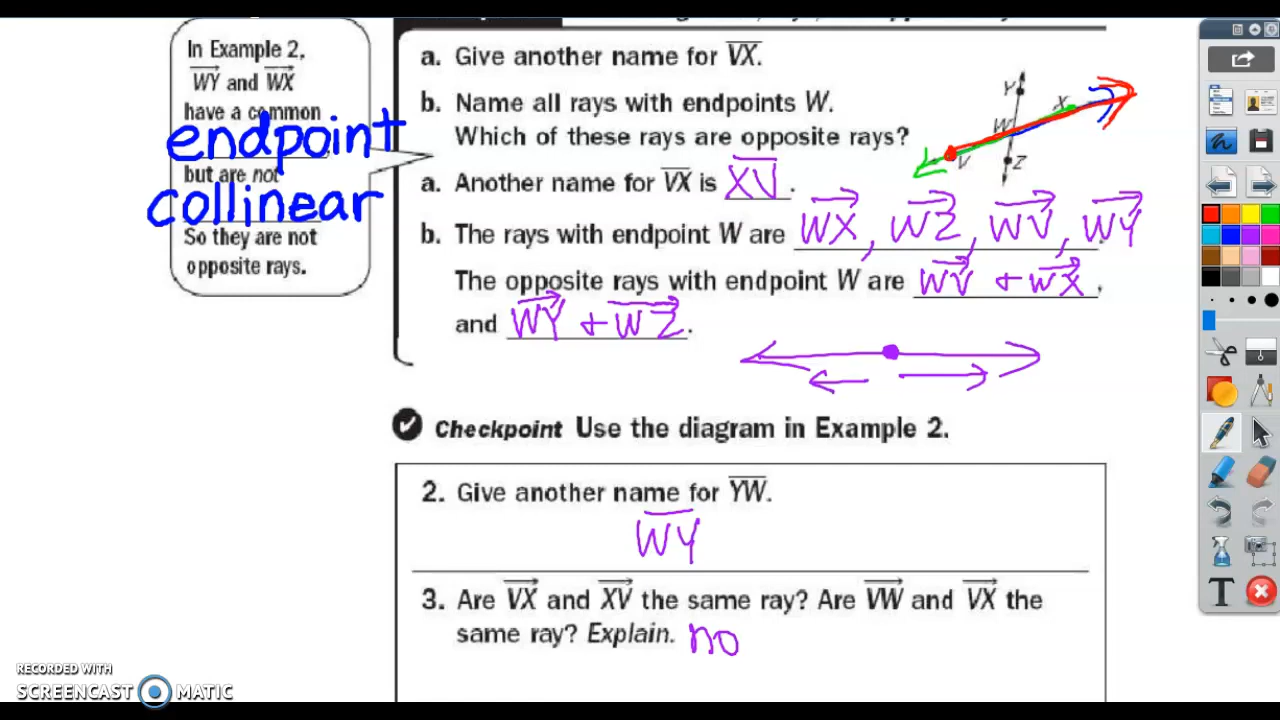 In Example 2,
WY and WX
have a common
endpoint
but are not
collinear
So they are not
opposite rays.
a. Give another name for VX.
b. Name all rays with endpoints W.
Which of these rays are opposite rays?
Y
X
W
V
Z
a. Another name for VX is XV.
b. The rays with endpoint W are WX, WZ, WV, WY.
The opposite rays with endpoint W are WV + WX,
and WY + WZ.
Checkpoint Use the diagram in Example 2.
2. Give another name for YW.
WY
3. Are VX and XV the same ray? Are VW and VX the
same ray? Explain. no
RECORDED WITH
SCREENCAST MATIC
T